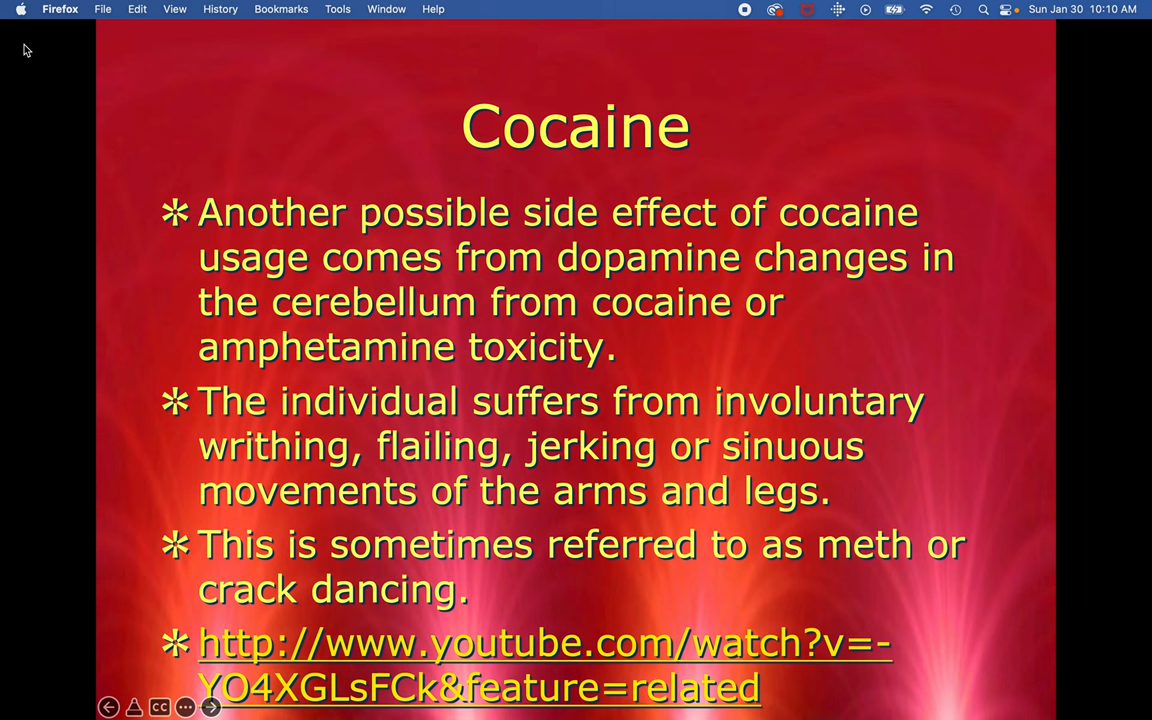 Firefox File Edit View History Bookmarks Tools Window Help Sun Jan 30 10:10 AM
Cocaine
* Another possible side effect of cocaine
usage comes from dopamine changes in
the cerebellum from cocaine or
amphetamine toxicity.
* The individual suffers from involuntary
writhing, flailing, jerking or sinuous
movements of the arms and legs.
* This is sometimes referred to as meth or
crack dancing.
* http://www.youtube.com/watch?v=-
YO4XGLsFCk&feature=related
CC